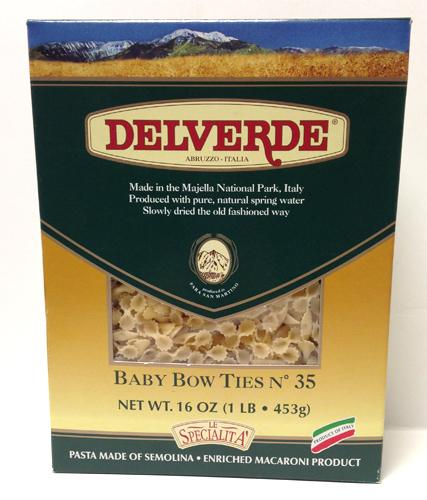 DELVERDE®
ABRUZZO - ITALIA
Made in the Majella National Park, Italy
Produced with pure, natural spring water
Slowly dried the old fashioned way
produced in
FARA SAN MARTINO
BABY BOW TIES N° 35
NET WT. 16 OZ (1 LB • 453g)
LE
SPECIALITA'
PRODUCT OF ITALY
PASTA MADE OF SEMOLINA • ENRICHED MACARONI PRODUCT